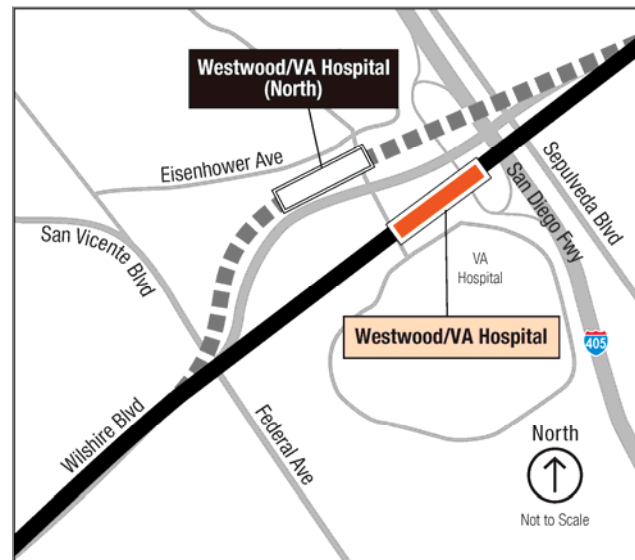 Westwood/VA Hospital
(North)
Eisenhower Ave
San Vicente Blvd
Sepulveda Blvd
San Diego Fwy
VA
Hospital
Westwood/VA Hospital
405
Wilshire Blvd
Federal Ave
North
Not to Scale